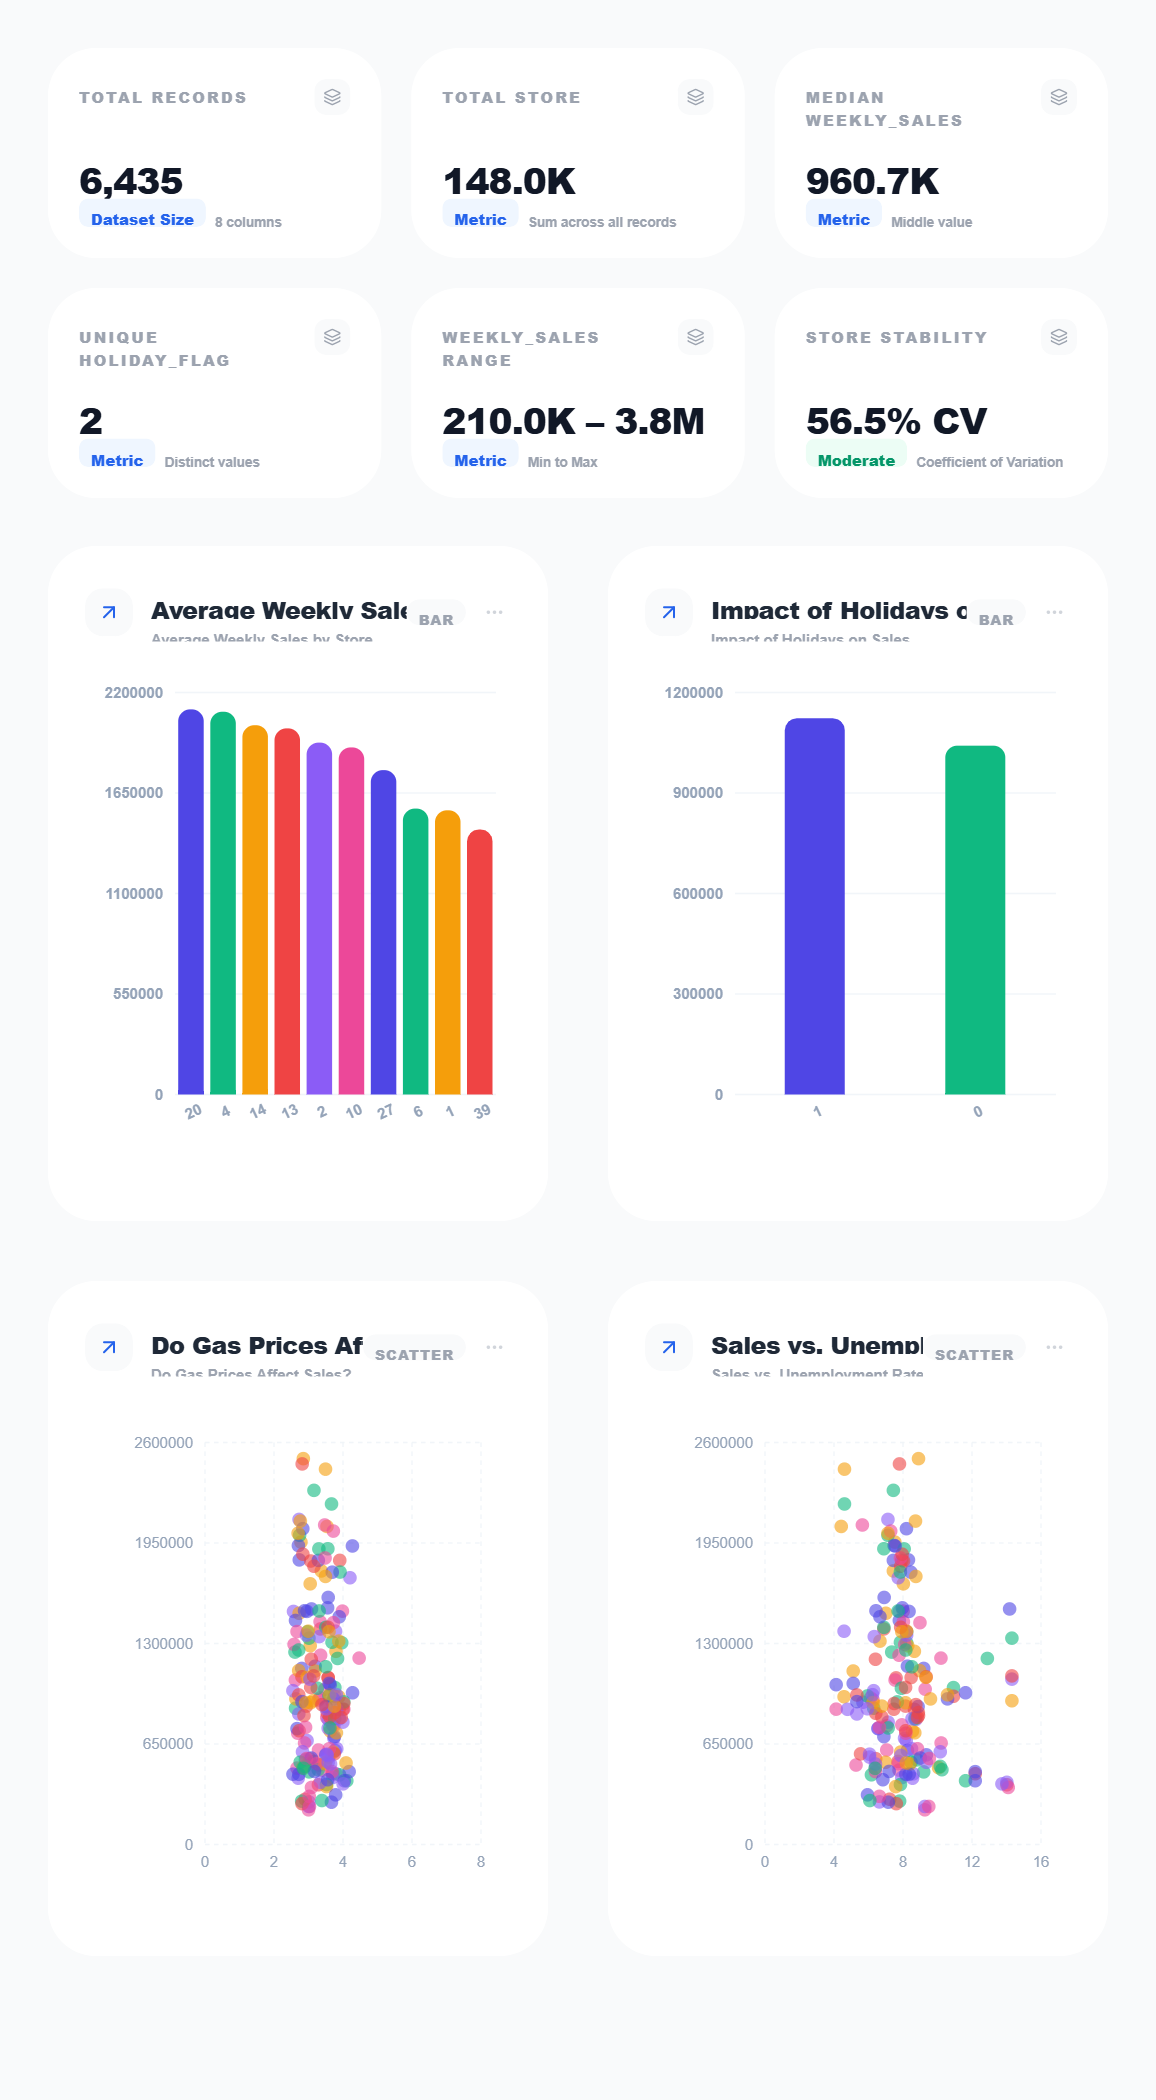 TOTAL RECORDS
6,435
Dataset Size 8 columns
TOTAL STORE
148.0K
Metric Sum across all records
MEDIAN
WEEKLY_SALES
960.7K
Metric Middle value
UNIQUE
HOLIDAY_FLAG
2
Metric Distinct values
WEEKLY_SALES
RANGE
210.0K – 3.8M
Metric Min to Max
STORE STABILITY
56.5% CV
Moderate Coefficient of Variation
Average Weekly Sale
BAR
Average Weekly Sales by Store
2200000
1650000
1100000
550000
0
20 4 14 13 2 10 27 6 1 39
Impact of Holidays o
BAR
Impact of Holidays on Sales
1200000
900000
600000
300000
0
1 0
Do Gas Prices Af
SCATTER
Do Gas Prices Affect Sales?
2600000
1950000
1300000
650000
0
0 2 4 6 8
Sales vs. Unempl
SCATTER
Sales vs. Unemployment Rate
2600000
1950000
1300000
650000
0
0 4 8 12 16